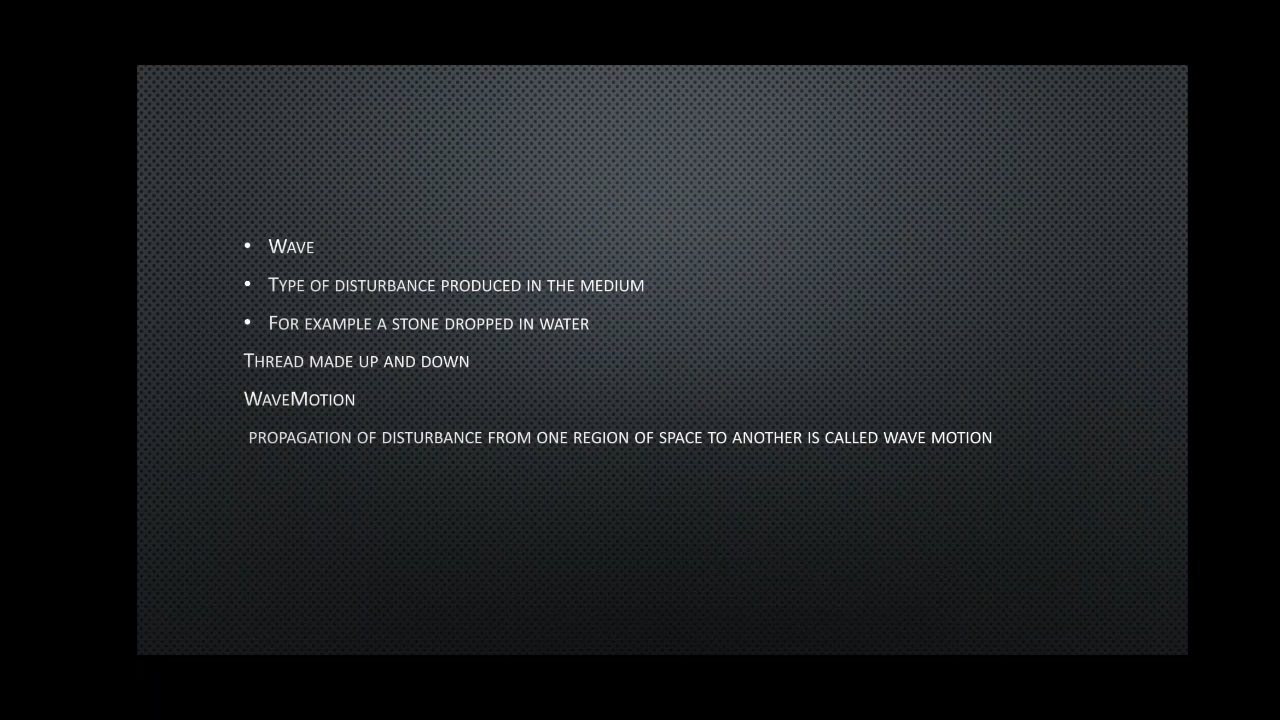 • Wave
• Type of disturbance produced in the medium
• For example a stone dropped in water
Thread made up and down
WaveMotion
propagation of disturbance from one region of space to another is called wave motion